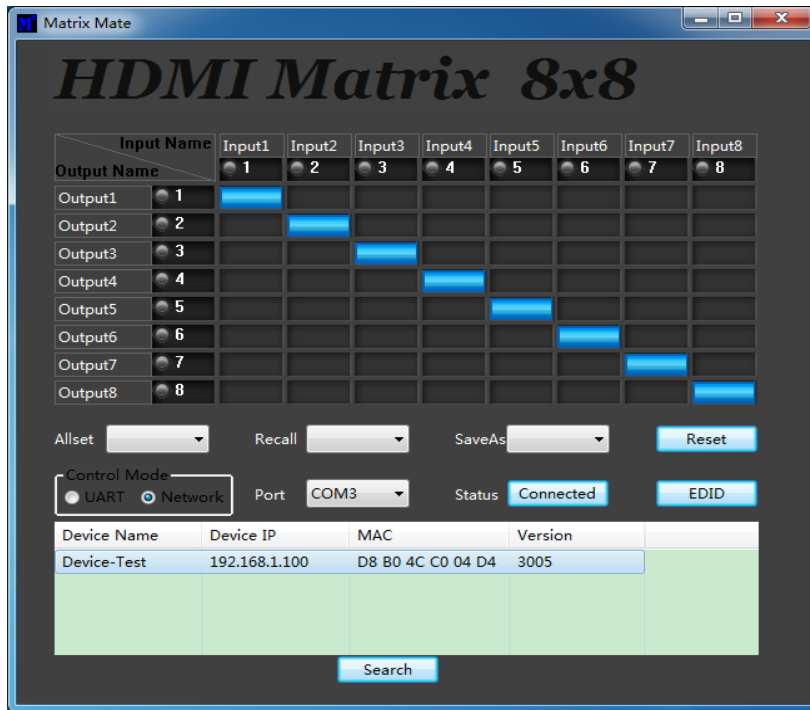 Matrix Mate
HDMI Matrix 8x8
Input Name Input1 Input2 Input3 Input4 Input5 Input6 Input7 Input8
Output Name 1 2 3 4 5 6 7 8
Output1 1
Output2 2
Output3 3
Output4 4
Output5 5
Output6 6
Output7 7
Output8 8
Allset Recall SaveAs Reset
Control Mode
UART Network Port COM3 Status Connected EDID
Device Name Device IP MAC Version
Device-Test 192.168.1.100 D8 B0 4C C0 04 D4 3005
Search